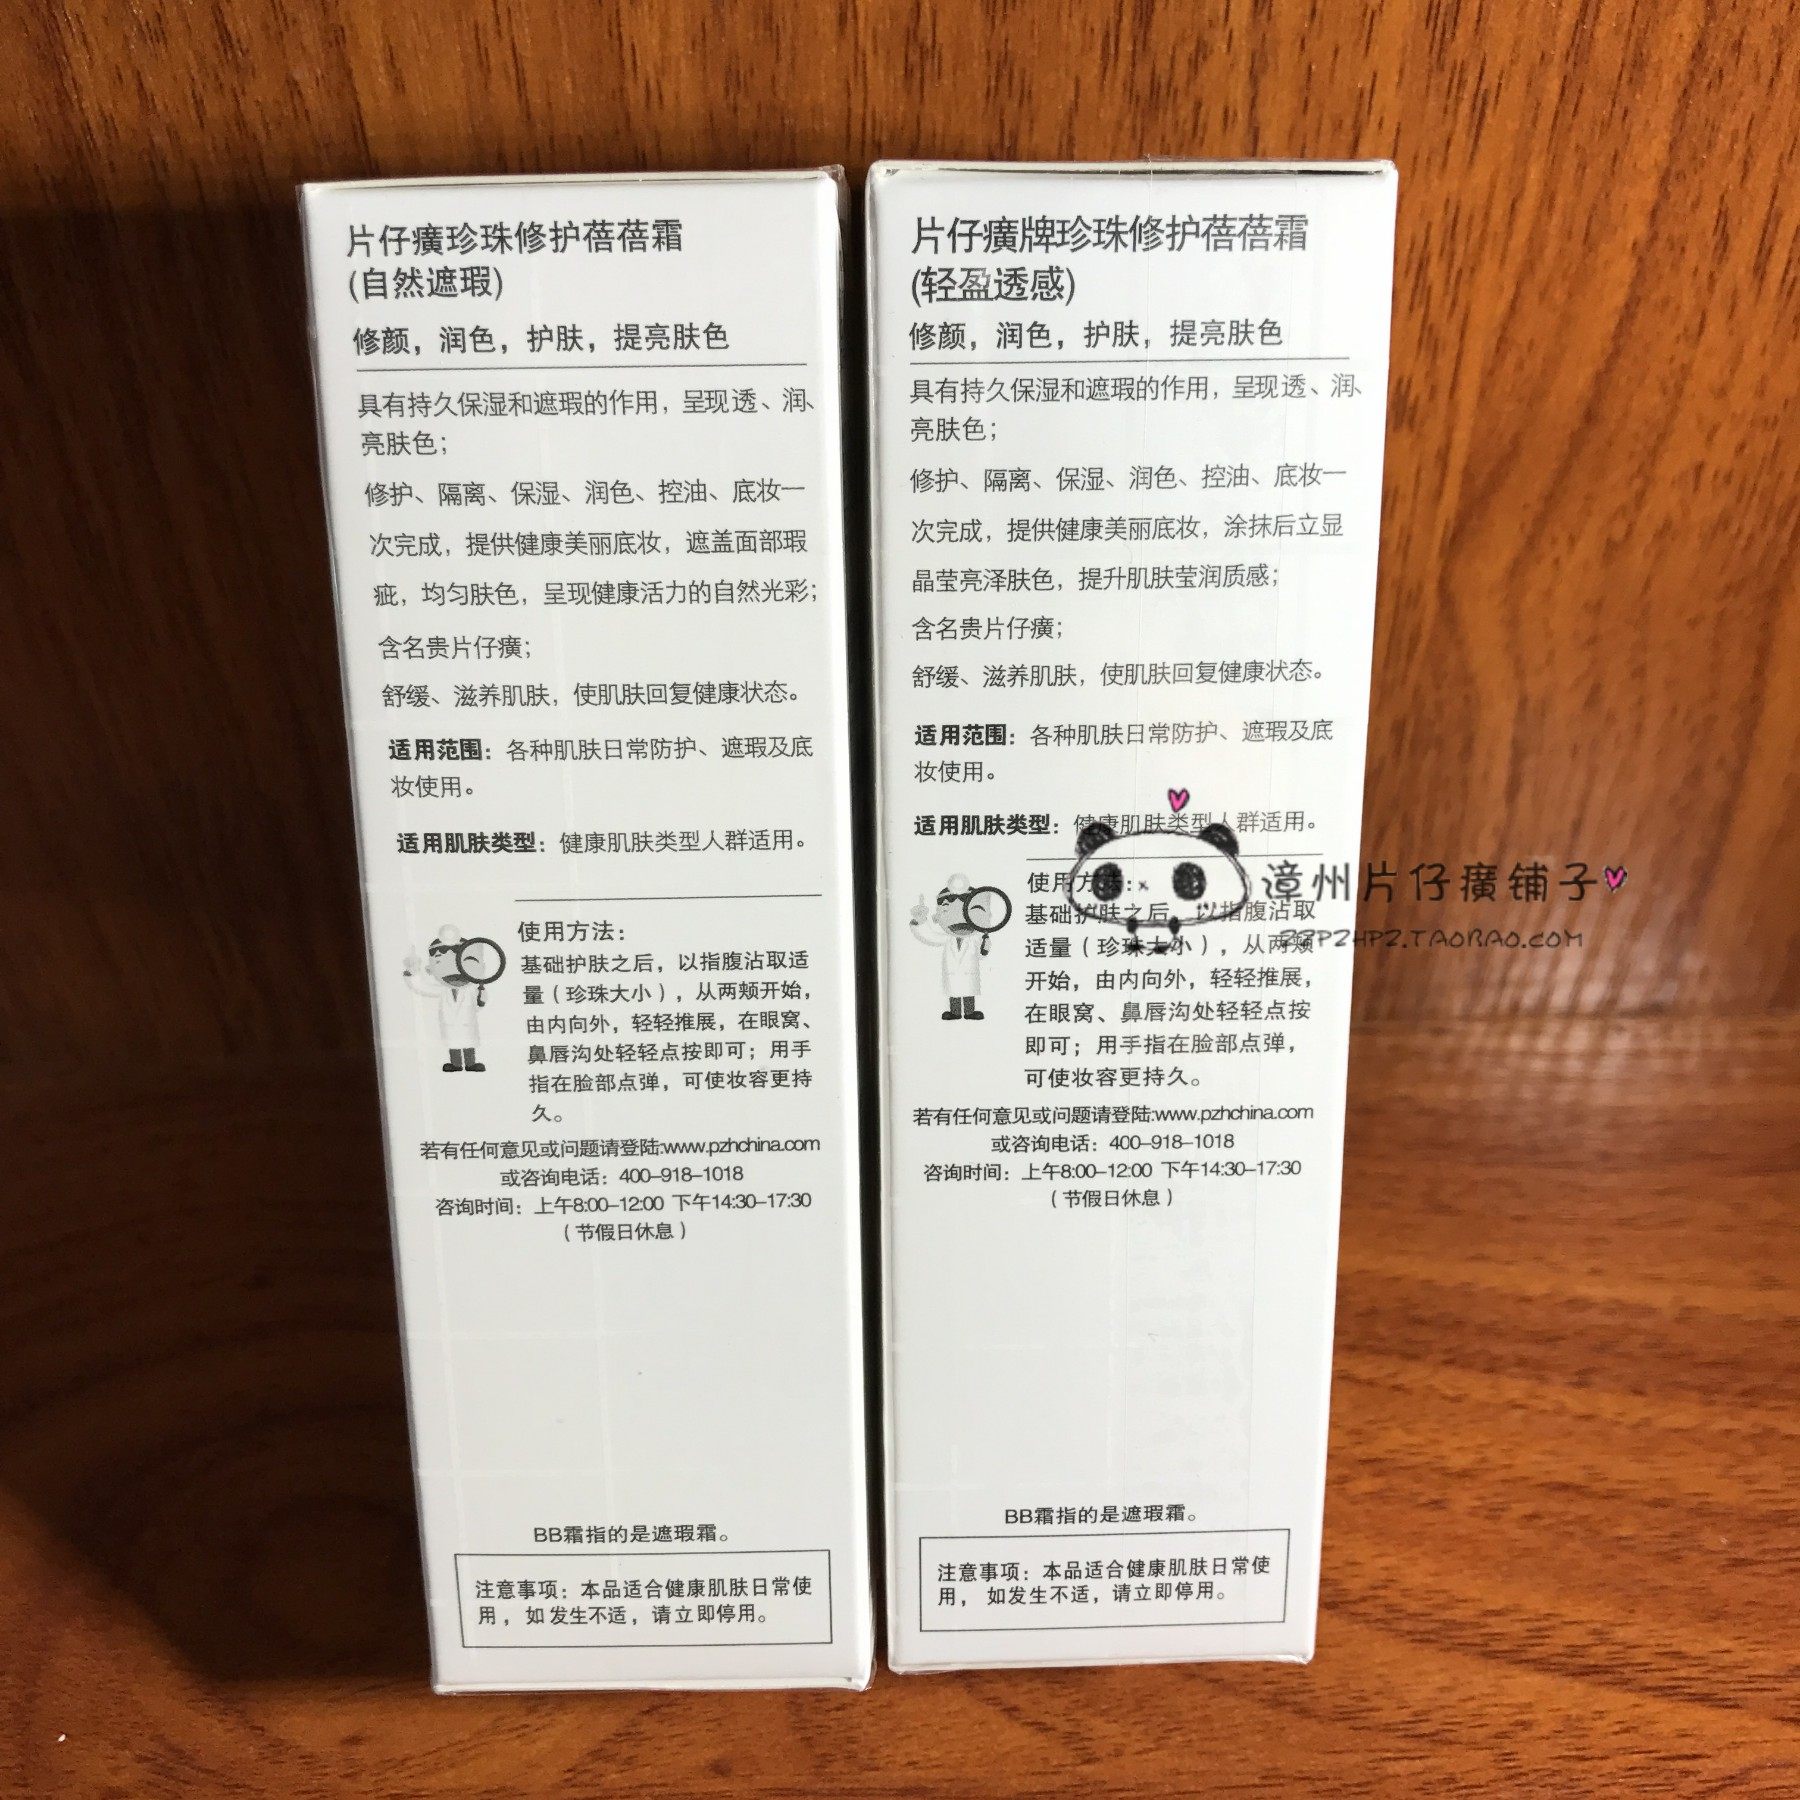 片仔癀珍珠修护蓓蓓霜
(自然遮瑕)
修颜，润色，护肤，提亮肤色
具有持久保湿和遮瑕的作用，呈现透、润、
亮肤色；
修护、隔离、保湿、润色、控油、底妆一
次完成，提供健康美丽底妆，遮盖面部瑕
疵，均匀肤色，呈现健康活力的自然光彩；
含名贵片仔癀；
舒缓、滋养肌肤，使肌肤回复健康状态。
适用范围：各种肌肤日常防护、遮瑕及底
妆使用。
适用肌肤类型：健康肌肤类型人群适用。
使用方法：
基础护肤之后，以指腹沾取适
量（珍珠大小），从两颊开始，
由内向外，轻轻推展，在眼窝、
鼻唇沟处轻轻点按即可；用手
指在脸部点弹，可使妆容更持
久。
若有任何意见或问题请登陆:www.pzhchina.com
或咨询电话：400-918-1018
咨询时间：上午8:00-12:00 下午14:30-17:30
（节假日休息）
BB霜指的是遮瑕霜。
注意事项：本品适合健康肌肤日常使
用，如发生不适，请立即停用。
片仔癀牌珍珠修护蓓蓓霜
(轻盈透感)
修颜，润色，护肤，提亮肤色
具有持久保湿和遮瑕的作用，呈现透、润、
亮肤色；
修护、隔离、保湿、润色、控油、底妆一
次完成，提供健康美丽底妆，涂抹后立显
晶莹亮泽肤色，提升肌肤莹润质感；
含名贵片仔癀；
舒缓、滋养肌肤，使肌肤回复健康状态。
适用范围：各种肌肤日常防护、遮瑕及底
妆使用。
适用肌肤类型：健康肌肤类型人群适用。
使用方法：
基础护肤之后，以指腹沾取
适量（珍珠大小），从两颊
开始，由内向外，轻轻推展，
在眼窝、鼻唇沟处轻轻点按
即可；用手指在脸部点弹，
可使妆容更持久。
若有任何意见或问题请登陆:www.pzhchina.com
或咨询电话：400-918-1018
咨询时间：上午8:00-12:00 下午14:30-17:30
（节假日休息）
BB霜指的是遮瑕霜。
注意事项：本品适合健康肌肤日常使
用，如发生不适，请立即停用。
漳州片仔癀铺子
ZZPZHPZ.TAOBAO.COM